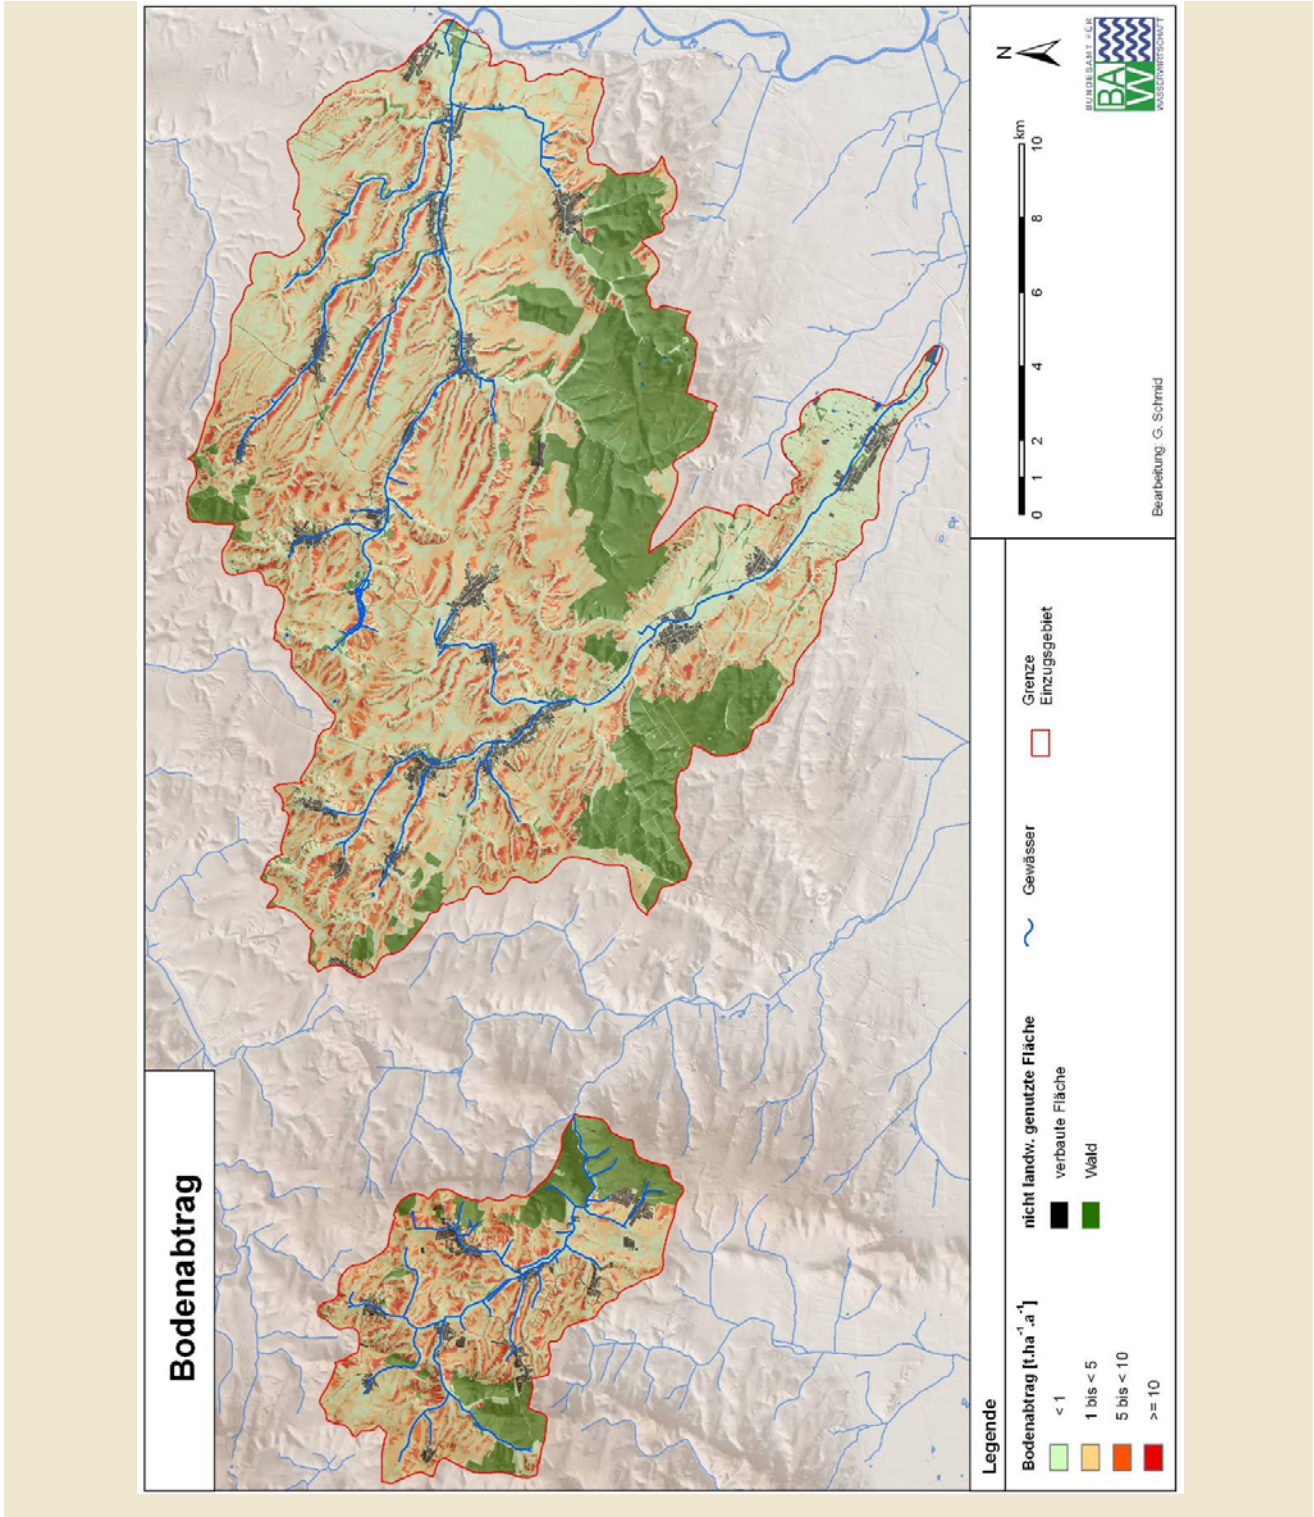 Bodenabtrag
Legende
Bodenabtrag [t.ha⁻¹.a⁻¹]
< 1
1 bis < 5
5 bis < 10
>= 10
nicht landw. genutzte Fläche
verbaute Fläche
Wald
Gewässer
Grenze
Einzugsgebiet
0 1 2 4 6 8 10
km
N
Bearbeitung: G. Schmid
BUNDESAMT FÜR
BAW
WASSERWIRTSCHAFT